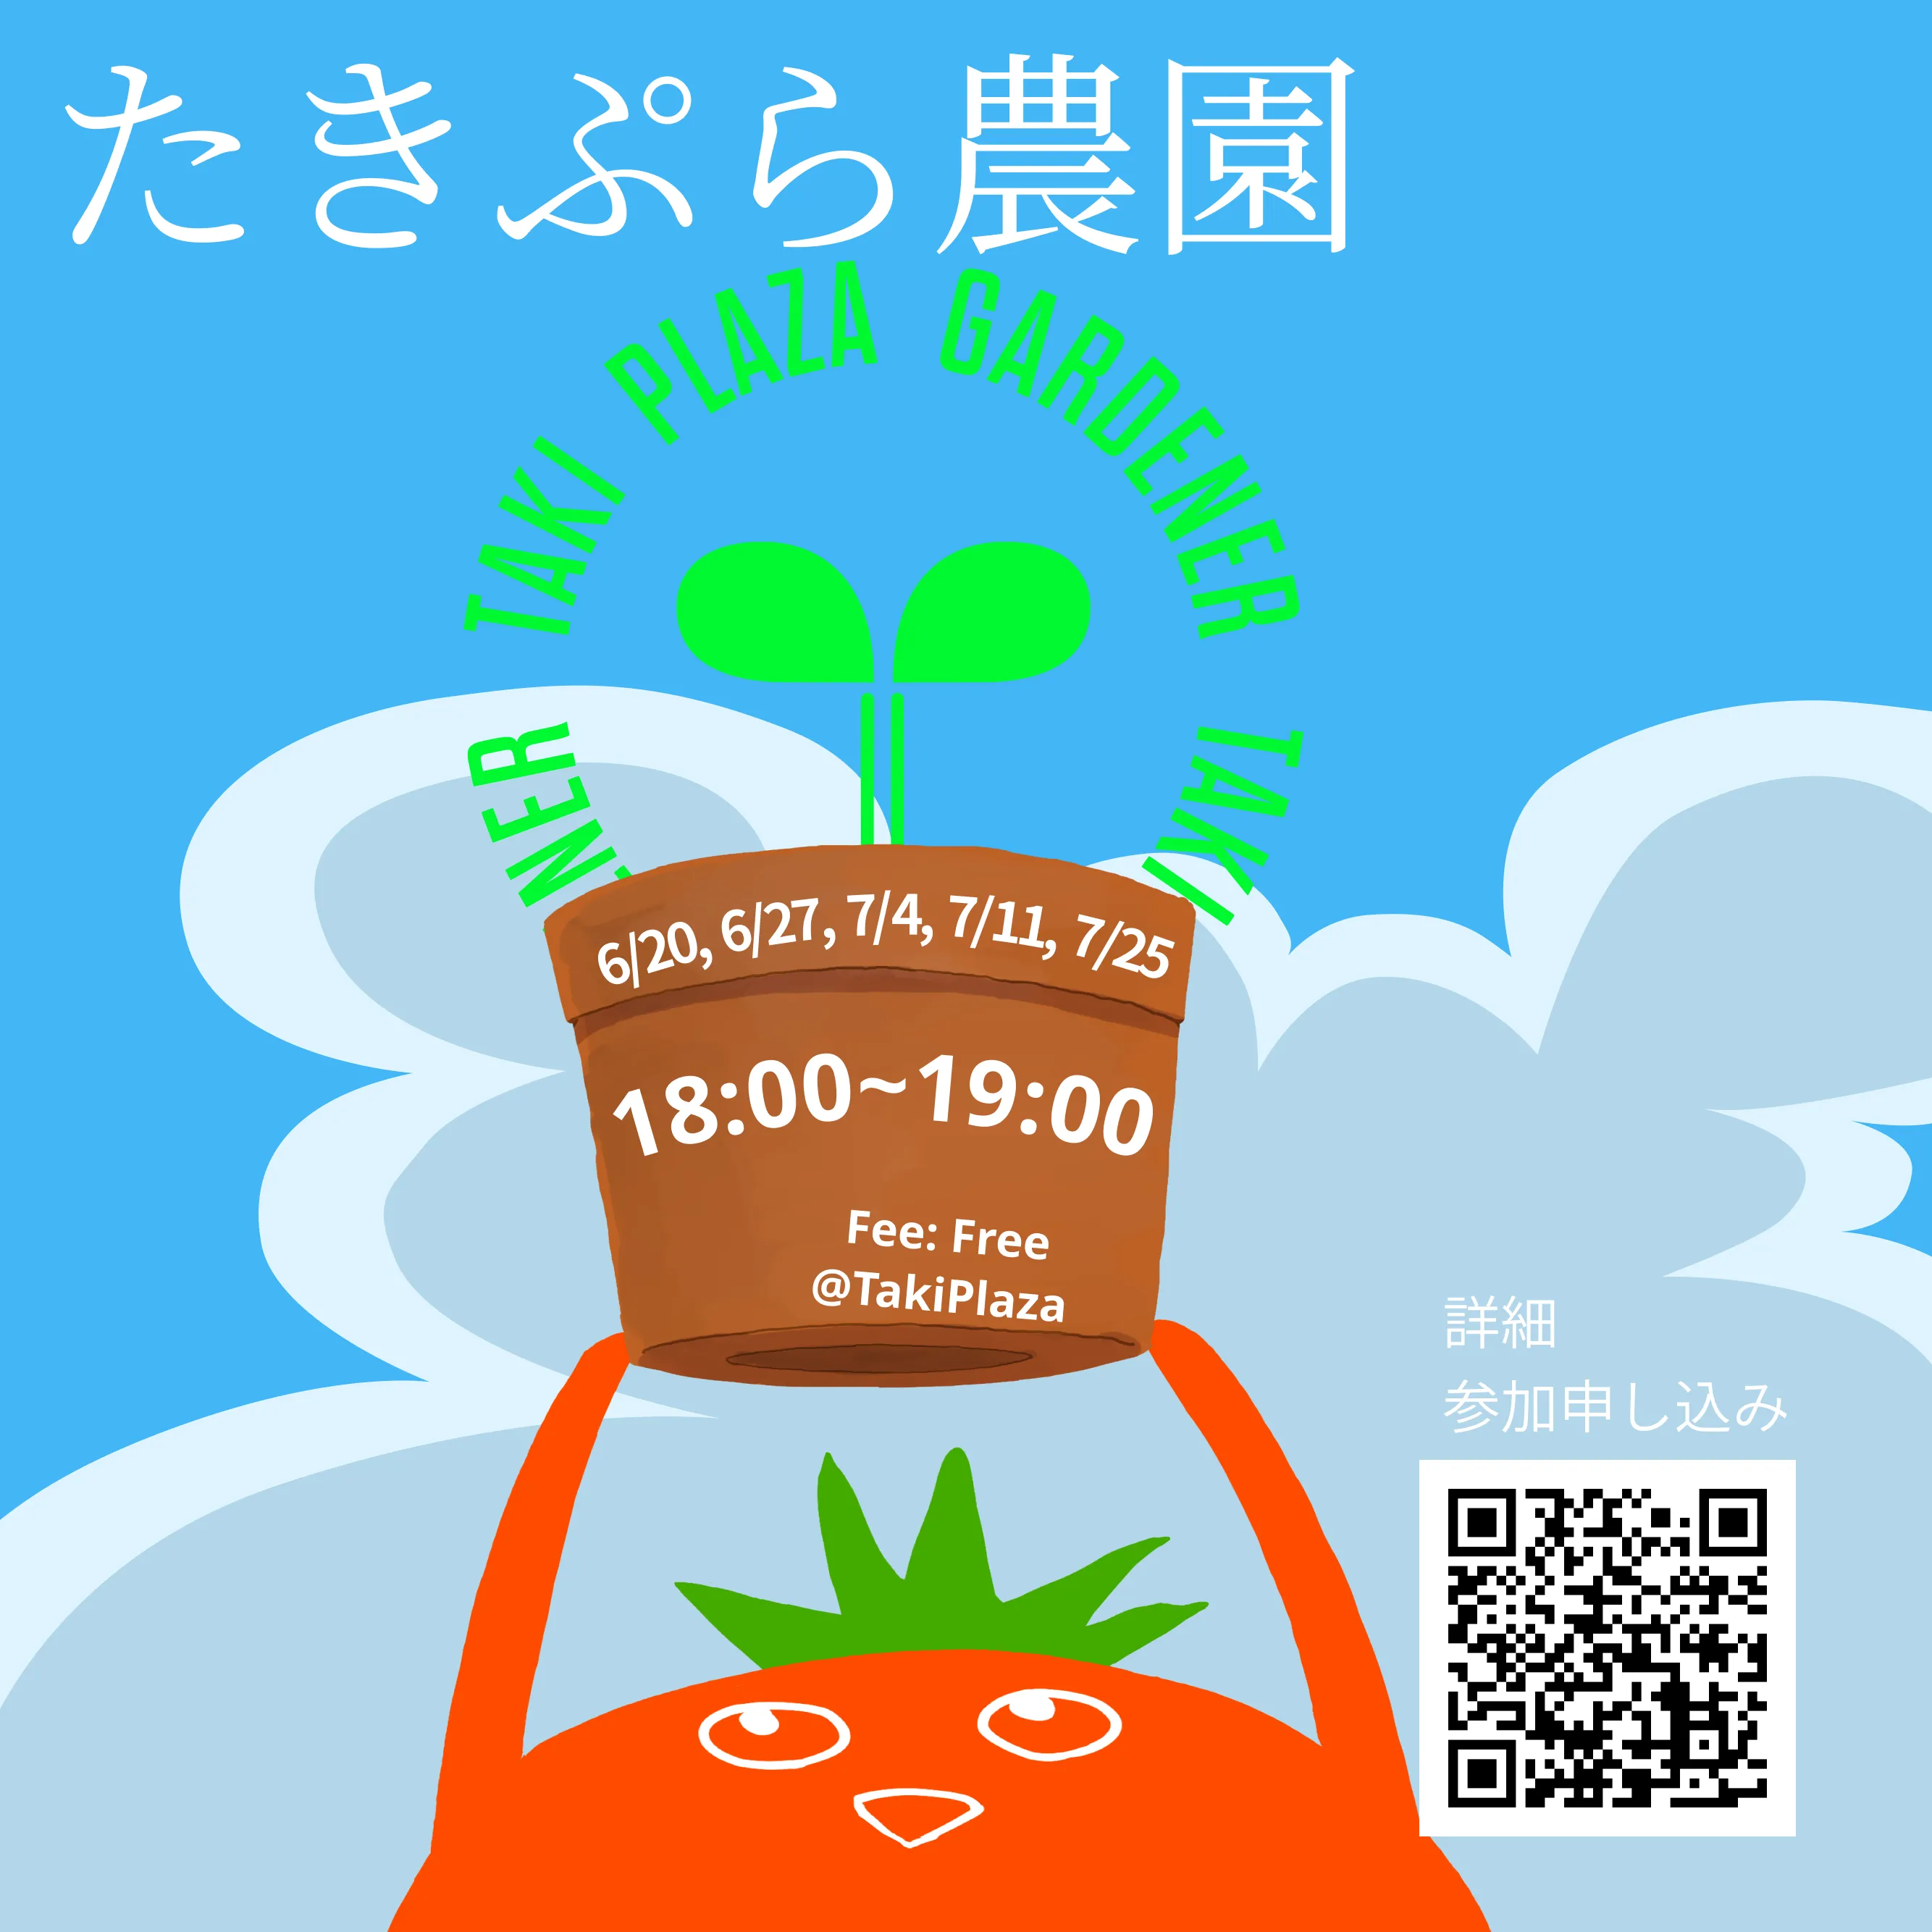 たきぷら農園
TAKI PLAZA GARDENER TAKI
NER
6/20, 6/27, 7/4, 7/11, 7/25
18:00~19:00
Fee: Free
@TakiPlaza
詳細
参加申し込み